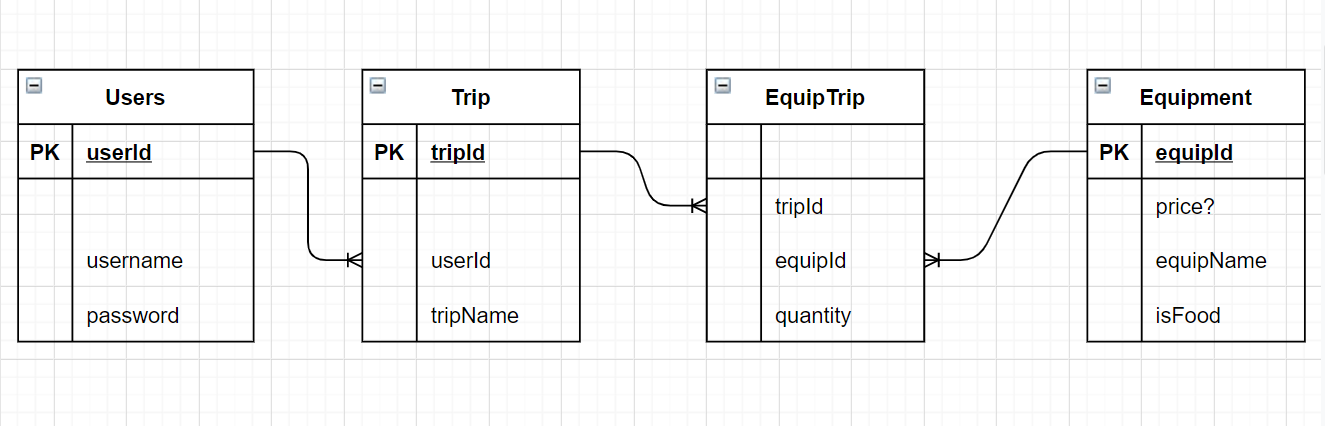 Users
PK userId
username
password
Trip
PK tripId
userId
tripName
EquipTrip
tripId
equipId
quantity
Equipment
PK equipId
price?
equipName
isFood